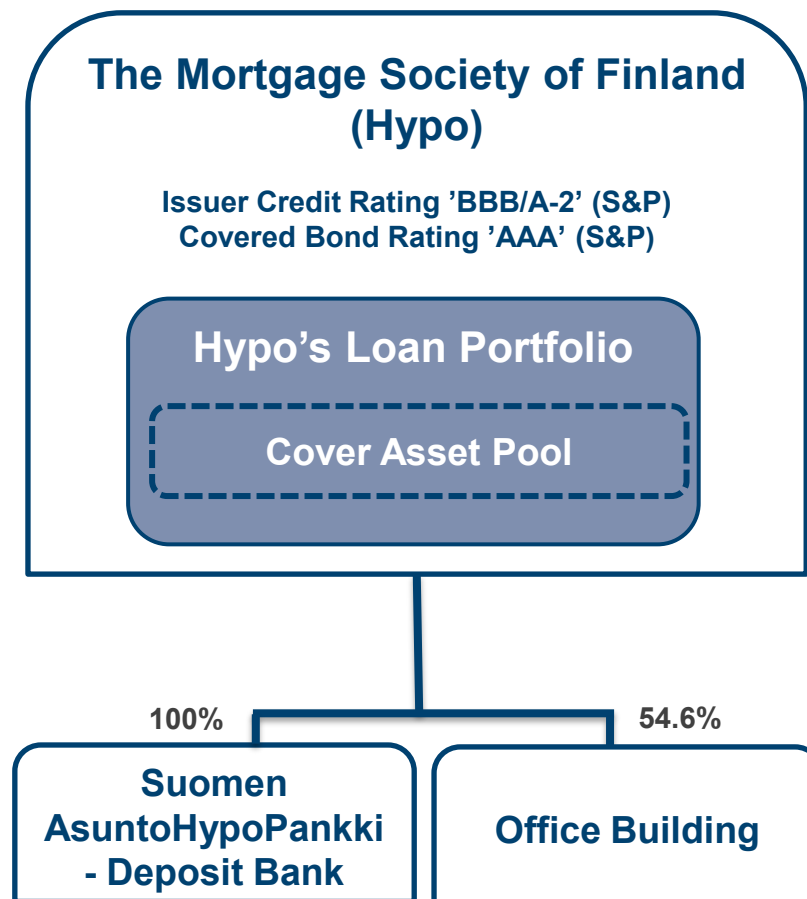 The Mortgage Society of Finland
(Hypo)
Issuer Credit Rating ’BBB/A-2’ (S&P)
Covered Bond Rating ’AAA’ (S&P)
Hypo’s Loan Portfolio
Cover Asset Pool
100%
54.6%
Suomen
AsuntoHypoPankki
- Deposit Bank
Office Building